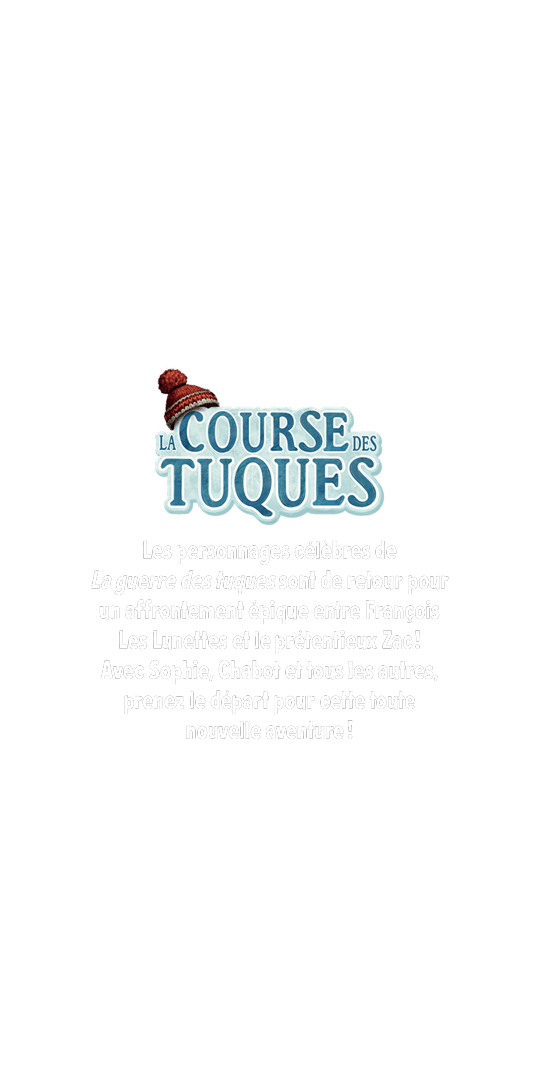 LA COURSE DES
TUQUES
Les personnages célèbres de
La guerre des tuques sont de retour pour
un affrontement épique entre François
Les Lunettes et le prétentieux Zac !
Avec Sophie, Chabot et tous les autres,
prenez le départ pour cette toute
nouvelle aventure !